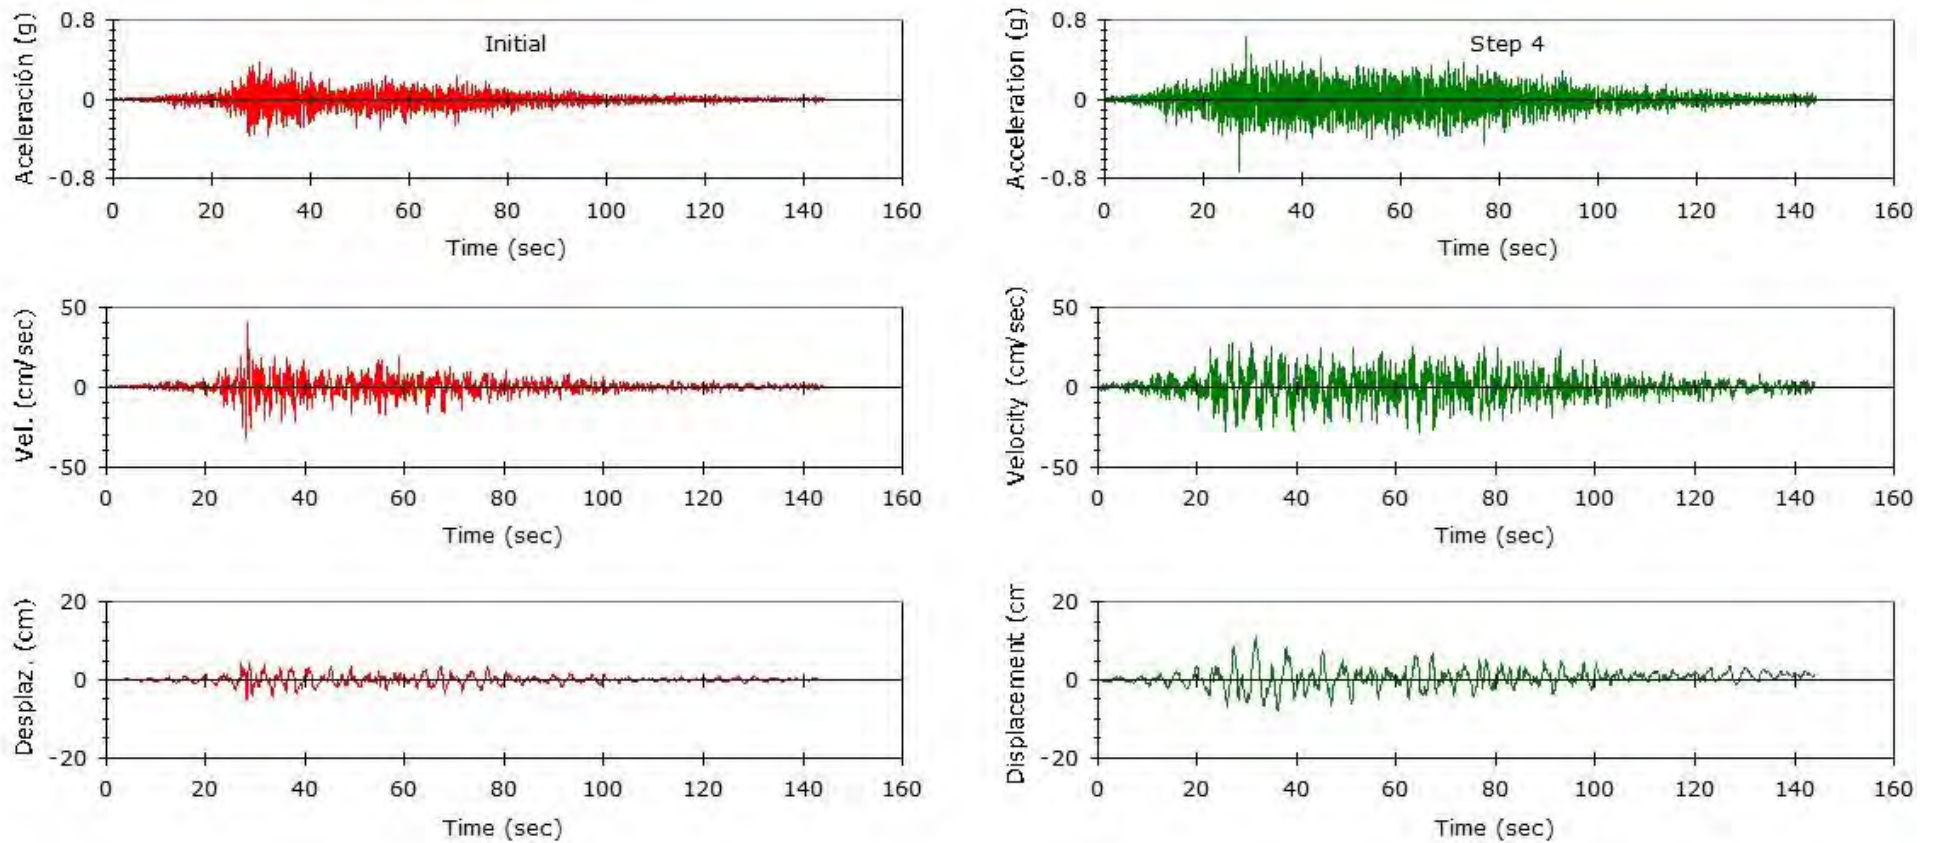 Aceleración (g)
0.8
0
-0.8
Initial
0 20 40 60 80 100 120 140 160
Time (sec)
Acceleration (g)
0.8
0
-0.8
Step 4
0 20 40 60 80 100 120 140 160
Time (sec)
Vel. (cm/sec)
50
0
-50
0 20 40 60 80 100 120 140 160
Time (sec)
Velocity (cm/sec)
50
0
-50
0 20 40 60 80 100 120 140 160
Time (sec)
Desplaz. (cm)
20
0
-20
0 20 40 60 80 100 120 140 160
Time (sec)
Displacement (cm
20
0
-20
0 20 40 60 80 100 120 140 160
Time (sec)